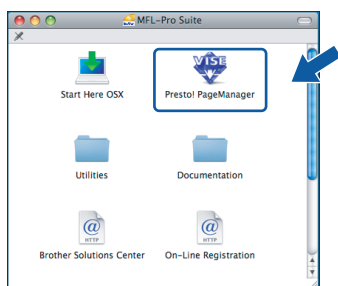 MFL-Pro Suite
VISE
Start Here OSX
Presto! PageManager
Utilities
Documentation
@
HTTP
@
HTTP
Brother Solutions Center
On-Line Registration